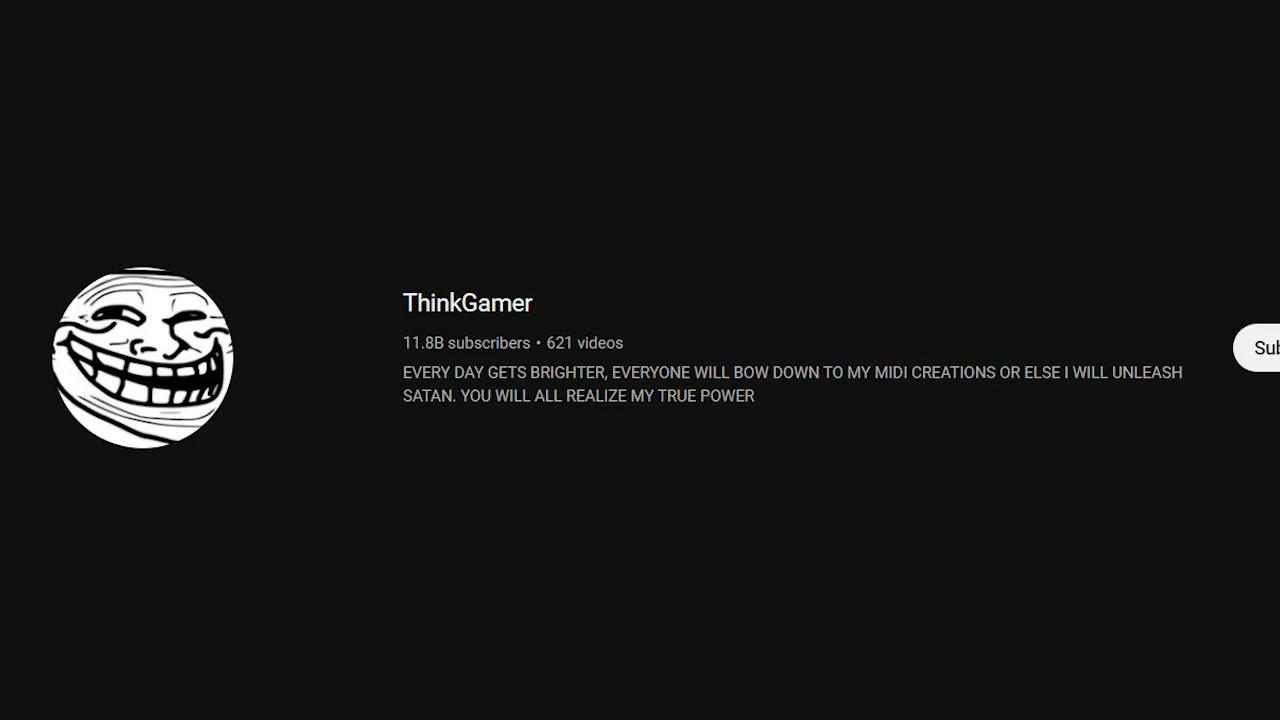 ThinkGamer
11.8B subscribers • 621 videos
EVERY DAY GETS BRIGHTER, EVERYONE WILL BOW DOWN TO MY MIDI CREATIONS OR ELSE I WILL UNLEASH
SATAN. YOU WILL ALL REALIZE MY TRUE POWER
Sub